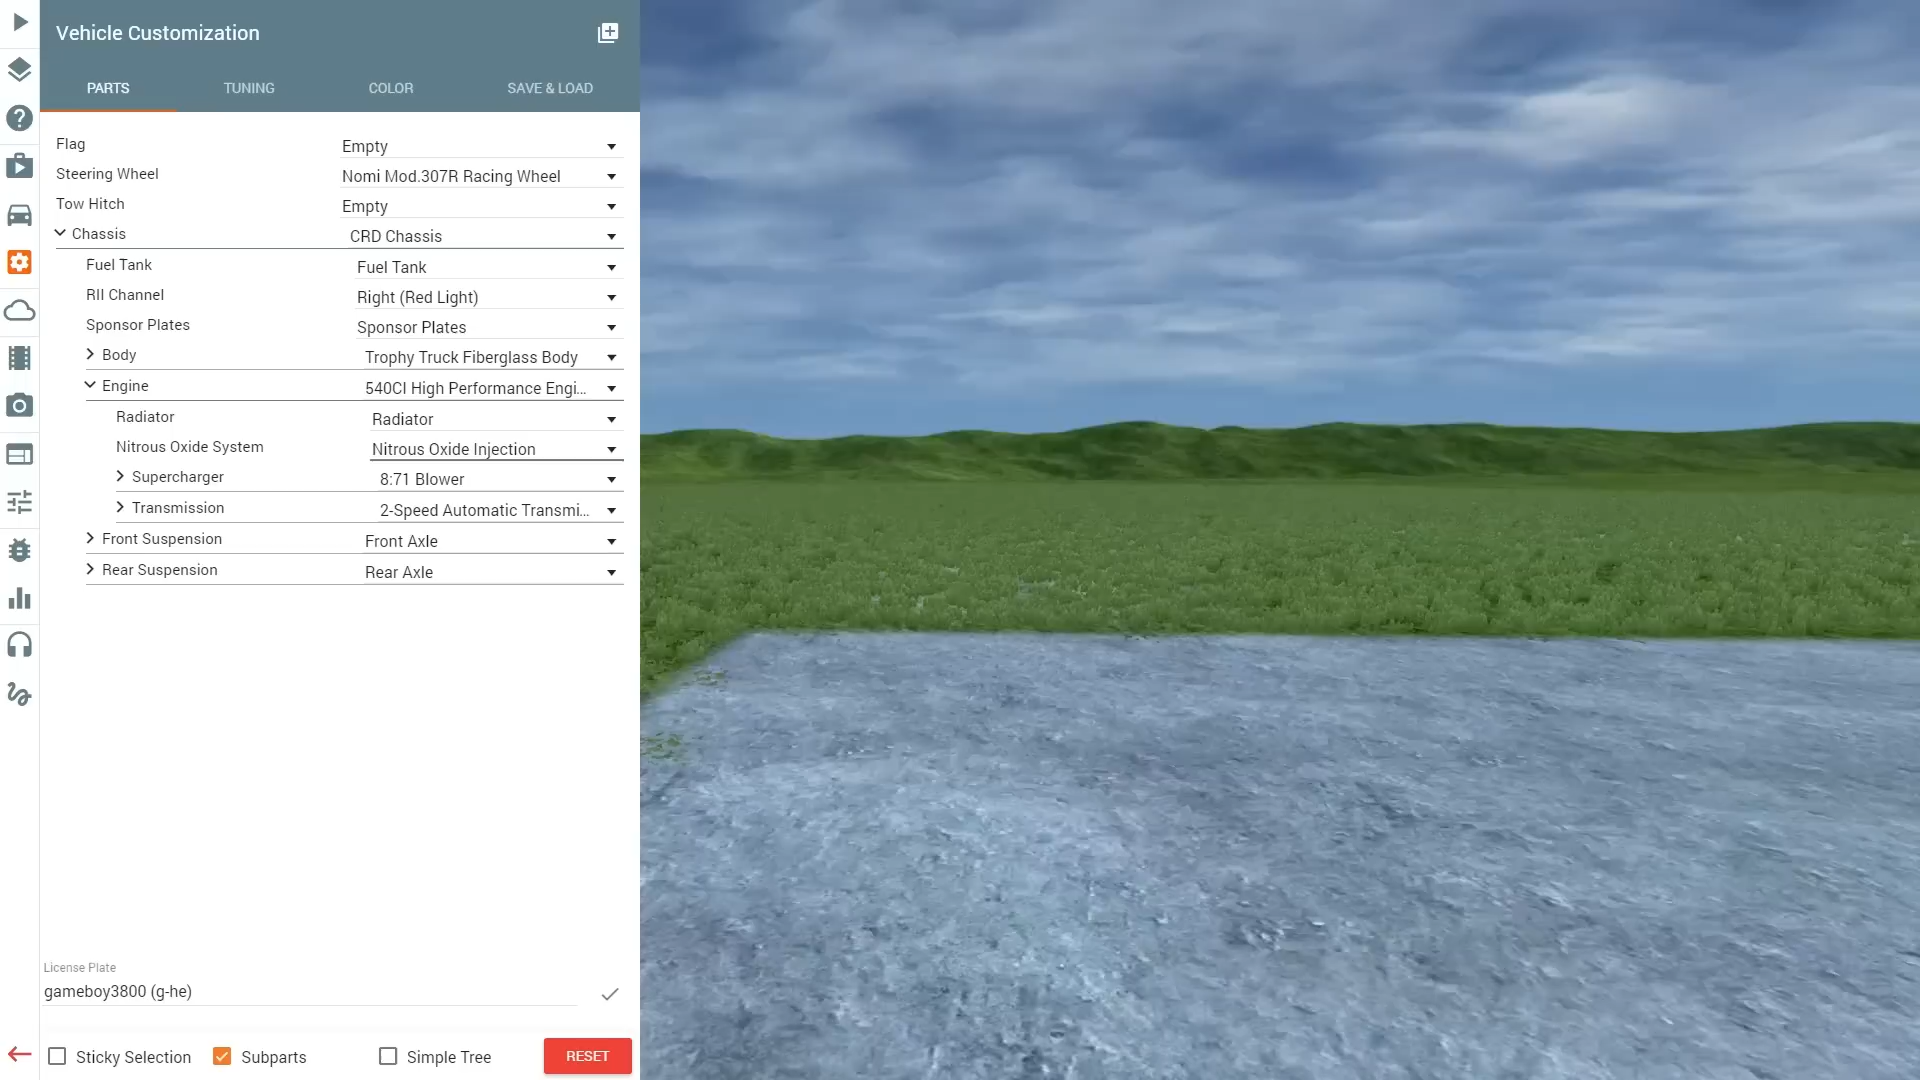 Vehicle Customization
PARTS TUNING COLOR SAVE & LOAD
Flag Empty
Steering Wheel Nomi Mod.307R Racing Wheel
Tow Hitch Empty
Chassis CRD Chassis
Fuel Tank Fuel Tank
RII Channel Right (Red Light)
Sponsor Plates Sponsor Plates
Body Trophy Truck Fiberglass Body
Engine 540CI High Performance Engi...
Radiator Radiator
Nitrous Oxide System Nitrous Oxide Injection
Supercharger 8:71 Blower
Transmission 2-Speed Automatic Transmi...
Front Suspension Front Axle
Rear Suspension Rear Axle
License Plate
gameboy3800 (g-he)
Sticky Selection Subparts Simple Tree RESET